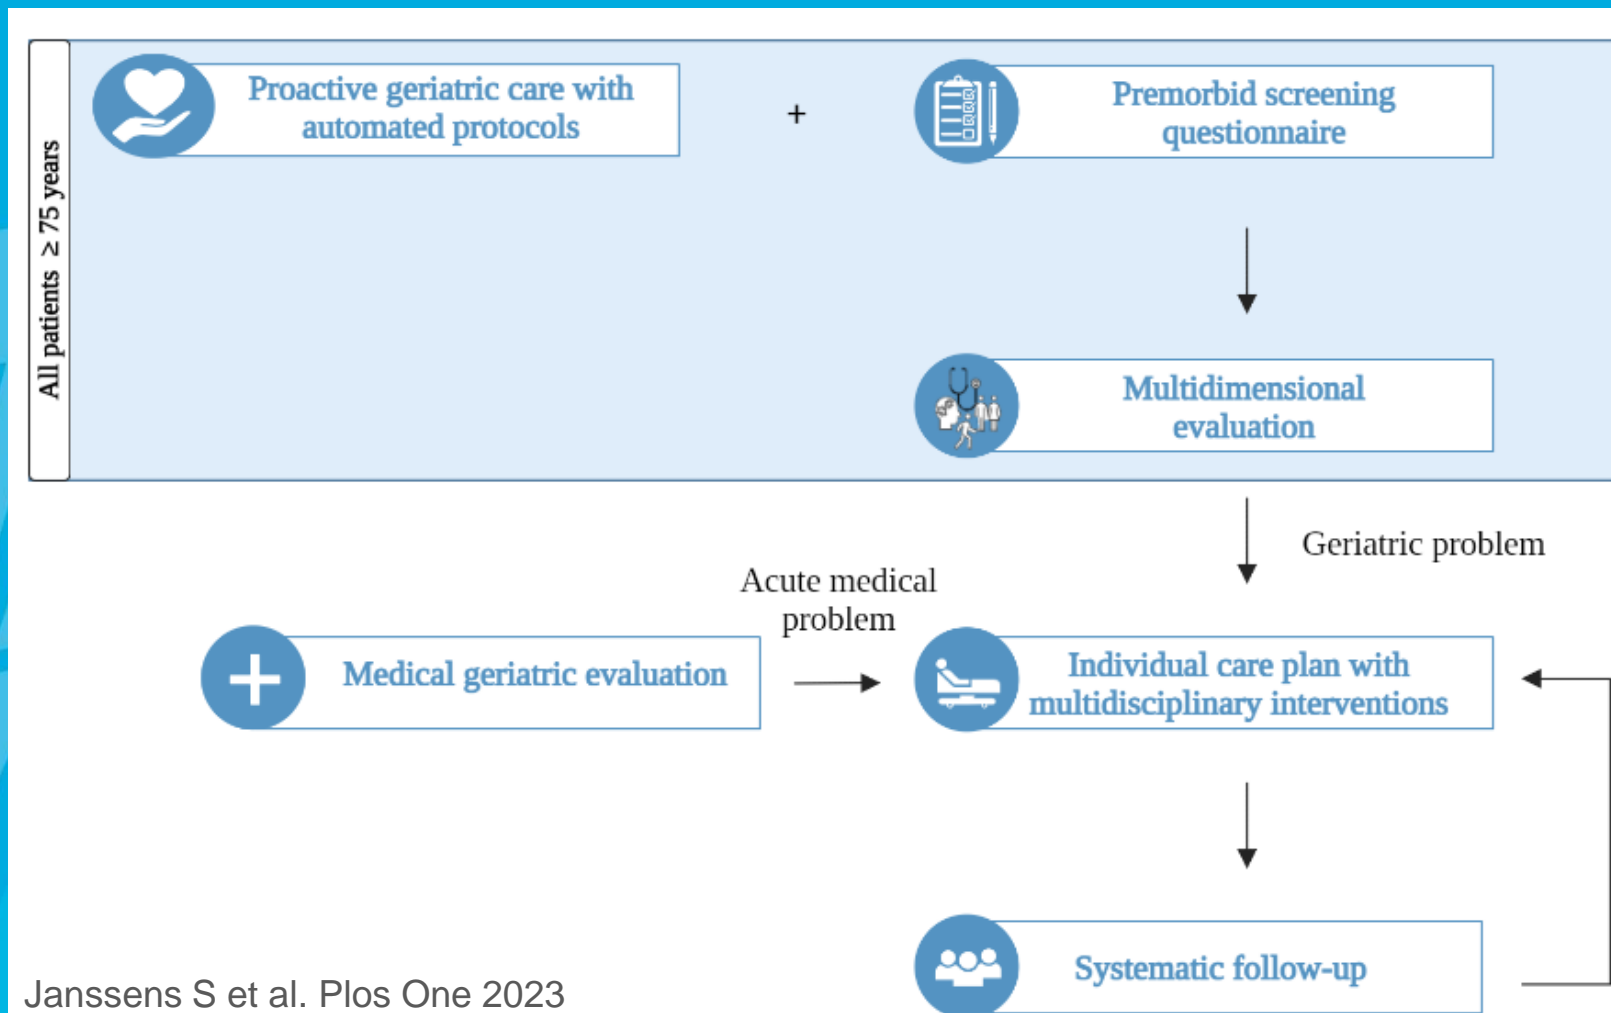 All patients ≥ 75 years
Proactive geriatric care with
automated protocols
+
Premorbid screening
questionnaire
Multidimensional
evaluation
Geriatric problem
Acute medical
problem
Medical geriatric evaluation
Individual care plan with
multidisciplinary interventions
Systematic follow-up
Janssens S et al. Plos One 2023